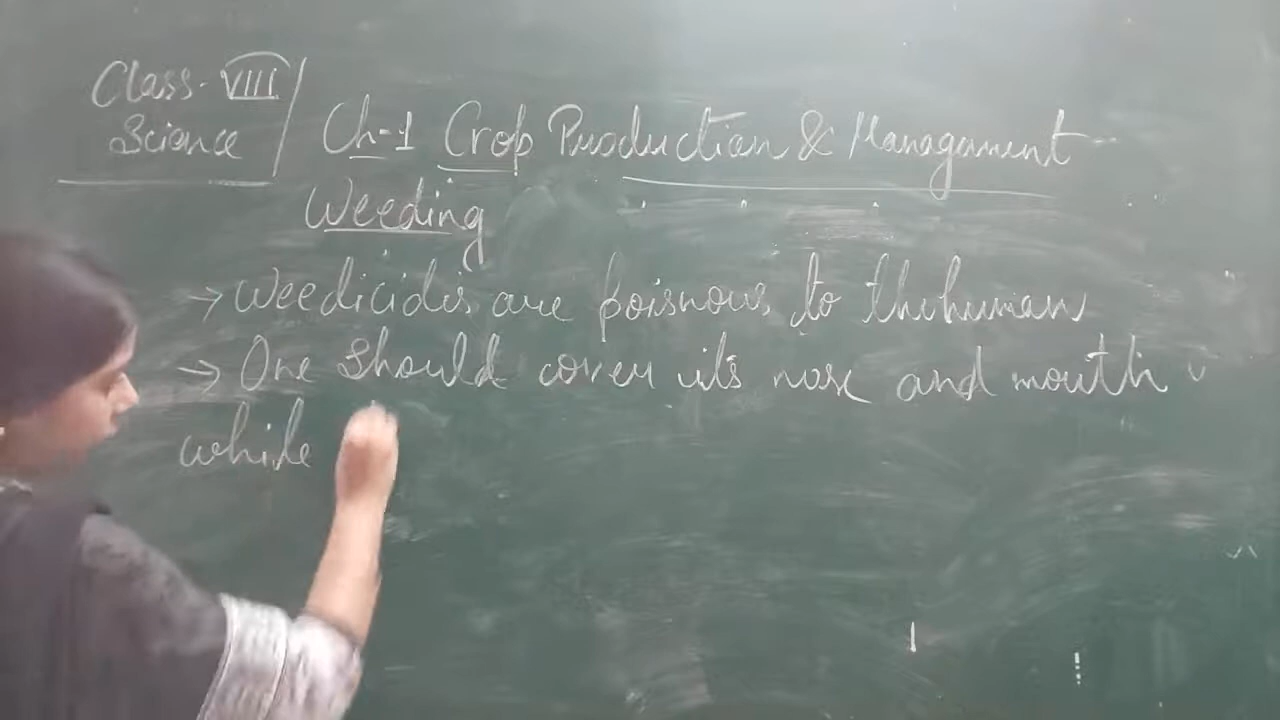 Class- VIII
Science
Ch-1 Crop Production & Management
Weeding
→ Weedicides are poisnous to the human
→ One should cover it's nose and mouth
while